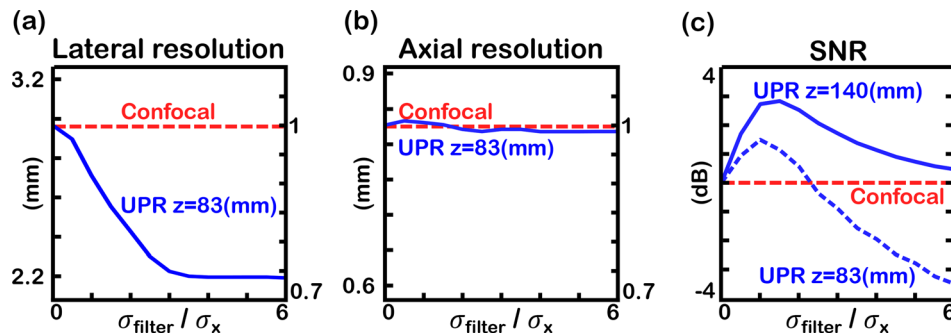 (a)
Lateral resolution
3.2
(mm)
2.2
Confocal
UPR z=83(mm)
1
0.7
0
6
σfilter / σx
(b)
Axial resolution
0.9
(mm)
0.6
Confocal
UPR z=83(mm)
1
0.7
0
6
σfilter / σx
(c)
SNR
4
(dB)
-4
UPR z=140(mm)
Confocal
UPR z=83(mm)
0
6
σfilter / σx